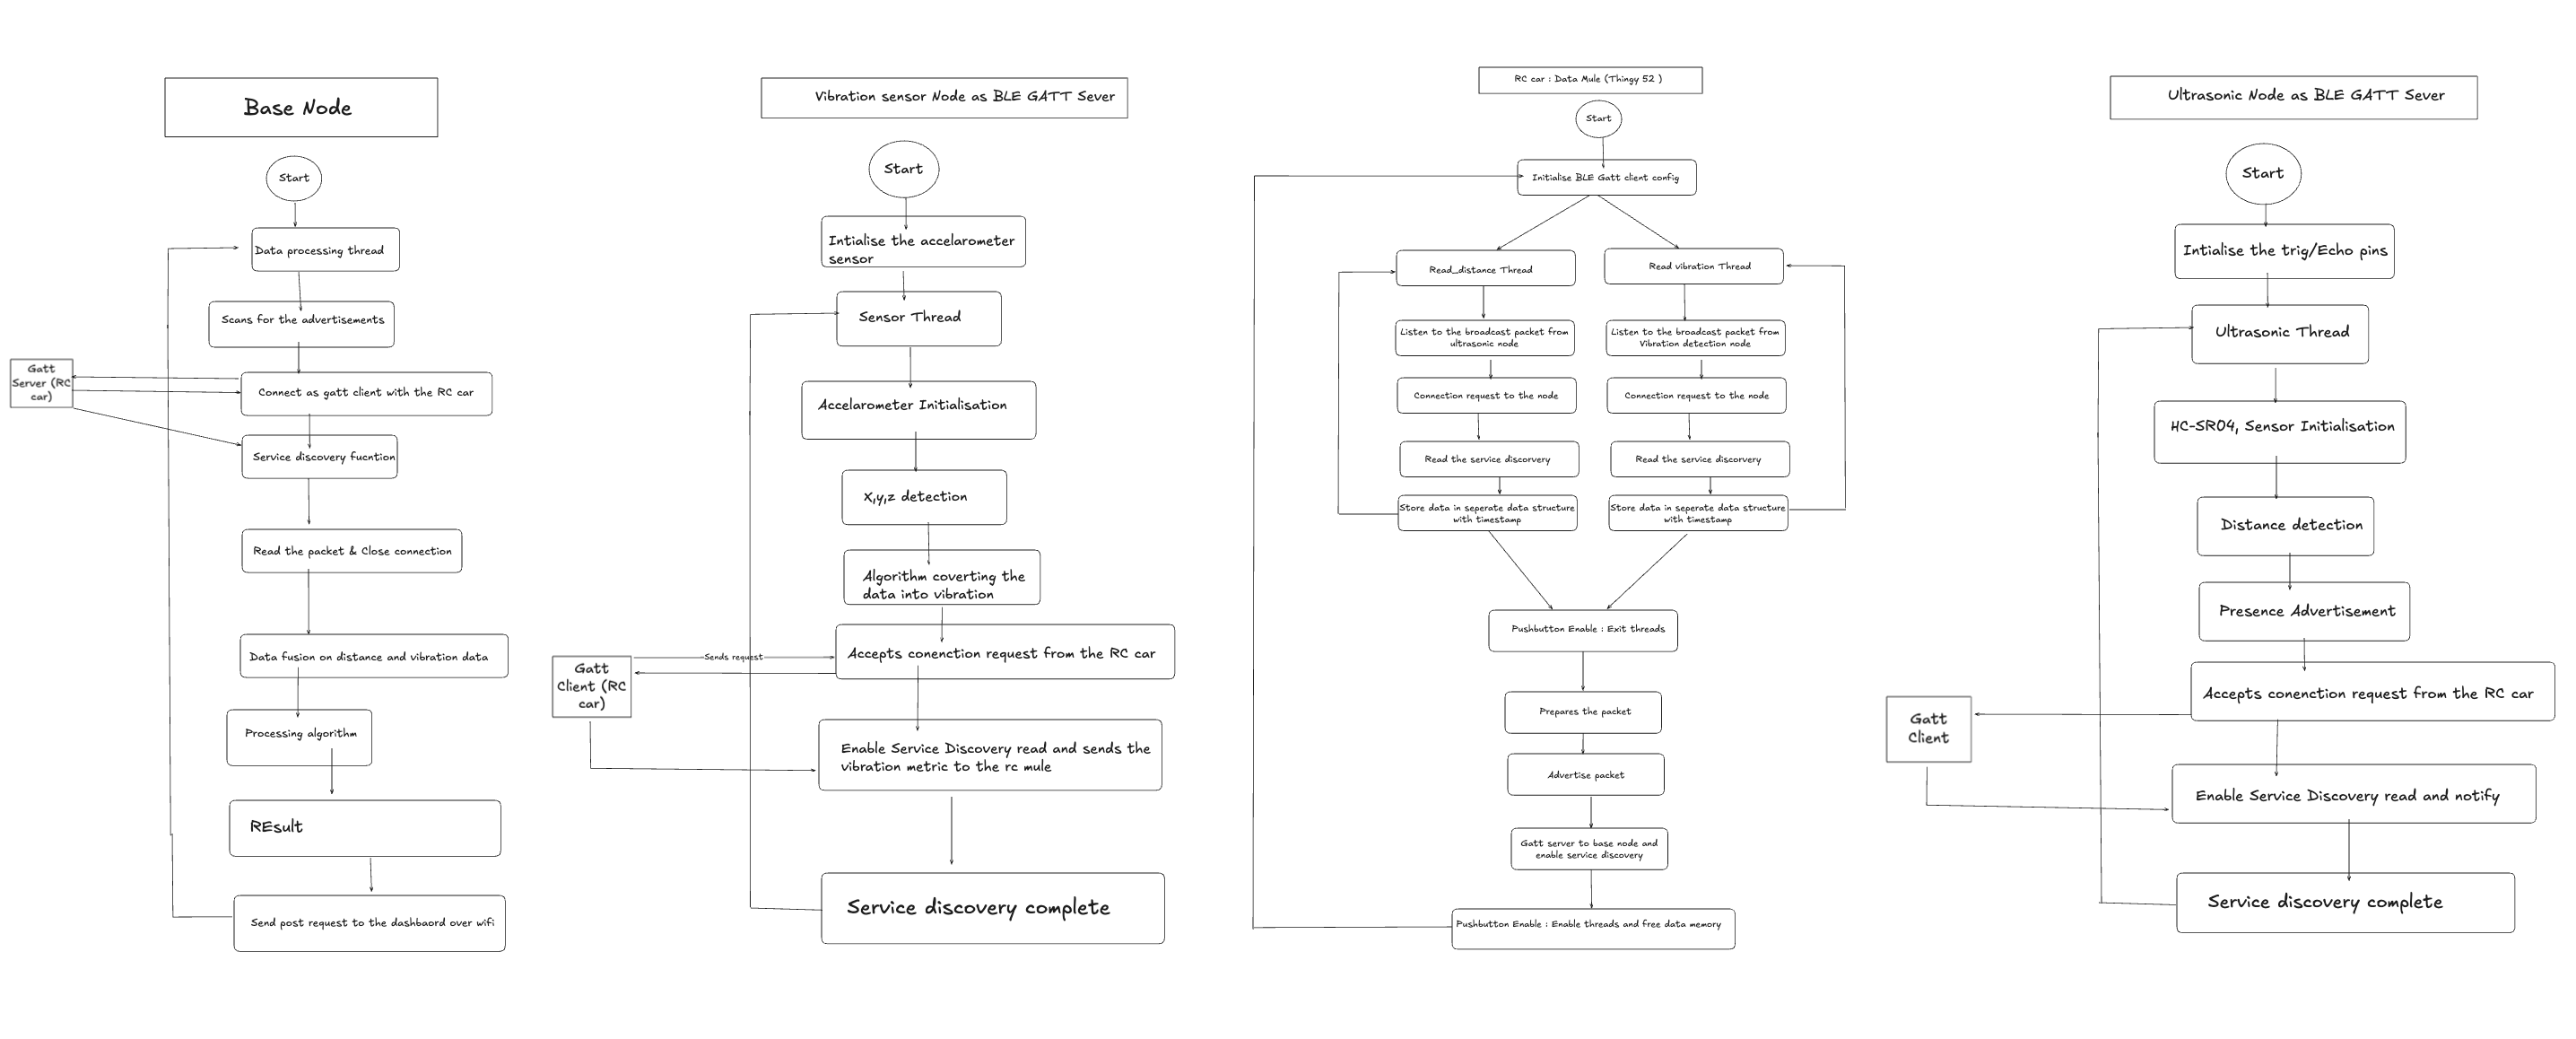 Base Node
Start
Data processing thread
Scans for the advertisements
Gatt
Server (RC
car)
Connect as gatt client with the RC car
Service discovery fucntion
Read the packet & Close connection
Data fusion on distance and vibration data
Processing algorithm
REsult
Send post request to the dashbaord over wifi
Vibration sensor Node as BLE GATT Sever
Start
Intialise the accelarometer
sensor
Sensor Thread
Accelarometer Initialisation
X,y,z detection
Algorithm coverting the
data into vibration
Sends request
Gatt
Client (RC
car)
Accepts conenction request from the RC car
Enable Service Discovery read and sends the
vibration metric to the rc mule
Service discovery complete
RC car : Data Mule (Thingy 52 )
Start
Initialise BLE Gatt client config
Read_distance Thread
Listen to the broadcast packet from
ultrasonic node
Connection request to the node
Read the service discorvery
Store data in seperate data structure
with timestamp
Read vibration Thread
Listen to the broadcast packet from
Vibration detection node
Connection request to the node
Read the service discorvery
Store data in seperate data structure
with timestamp
Pushbutton Enable : Exit threads
Prepares the packet
Advertise packet
Gatt server to base node and
enable service discovery
Pushbutton Enable : Enable threads and free data memory
Ultrasonic Node as BLE GATT Sever
Start
Intialise the trig/Echo pins
Ultrasonic Thread
HC-SR04, Sensor Initialisation
Distance detection
Presence Advertisement
Accepts conenction request from the RC car
Gatt
Client
Enable Service Discovery read and notify
Service discovery complete